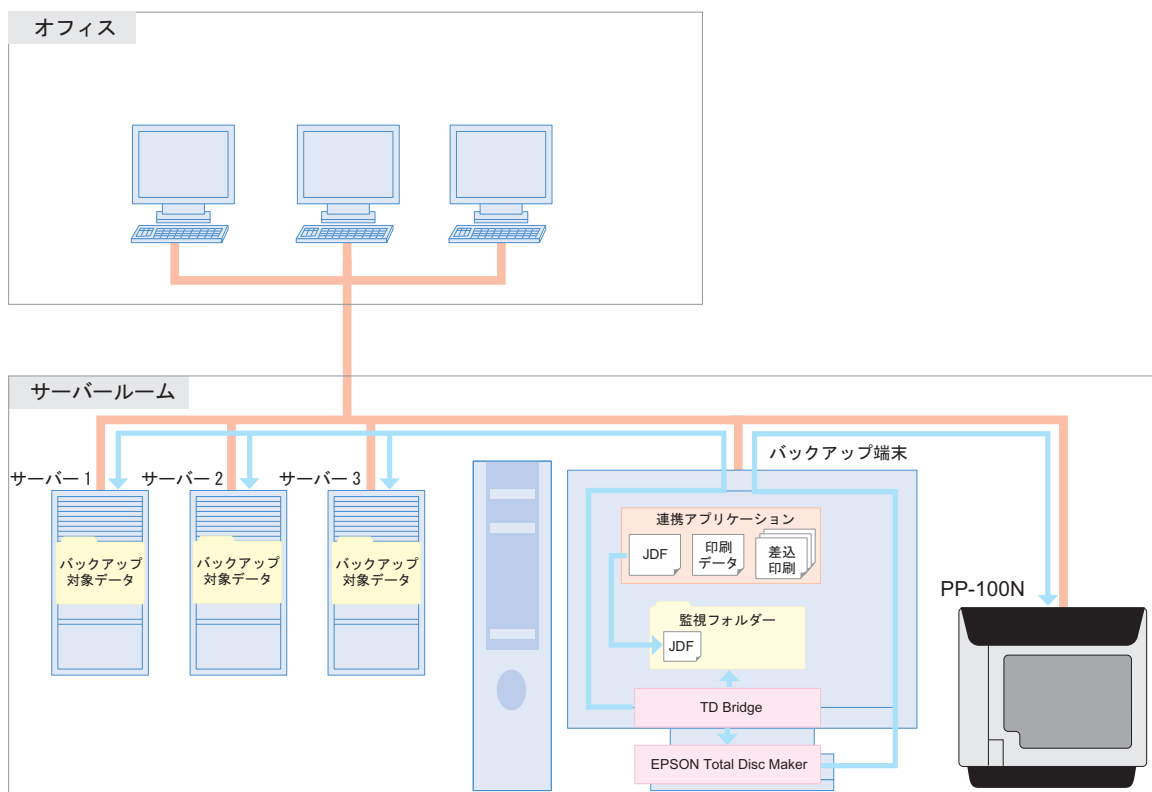 オフィス
サーバールーム
バックアップ端末
サーバー 1
サーバー 2
サーバー 3
バックアップ
対象データ
バックアップ
対象データ
バックアップ
対象データ
連携アプリケーション
JDF
印刷
データ
差込
印刷
監視フォルダー
JDF
TD Bridge
EPSON Total Disc Maker
PP-100N